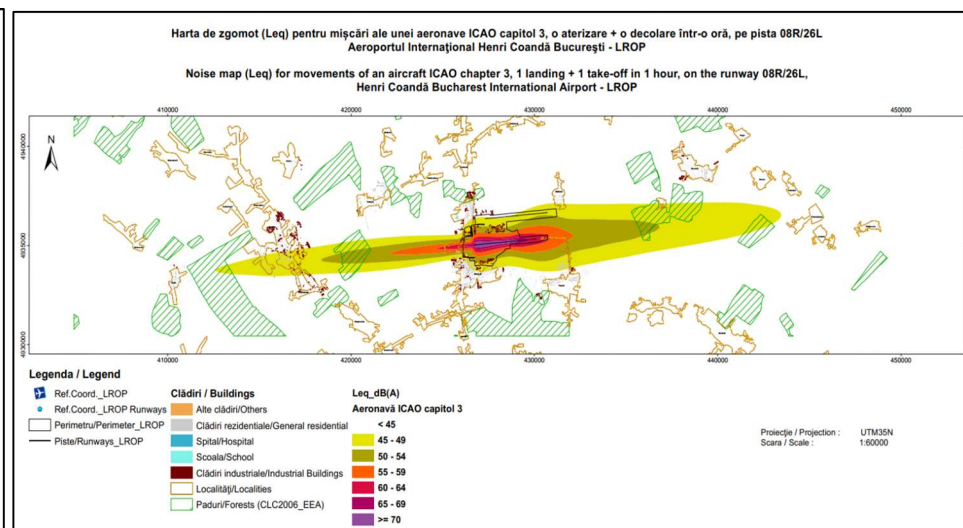 Harta de zgomot (Leq) pentru mișcări ale unei aeronave ICAO capitol 3, o aterizare + o decolare într-o oră, pe pista 08R/26L
Aeroportul Internaţional Henri Coandă Bucureşti - LROP
Noise map (Leq) for movements of an aircraft ICAO chapter 3, 1 landing + 1 take-off in 1 hour, on the runway 08R/26L,
Henri Coandă Bucharest International Airport - LROP
410000 420000 430000 440000 450000
N
410000 420000 430000 440000 450000
Legenda / Legend
Ref.Coord._LROP
Ref.Coord._LROP Runways
Perimetru/Perimeter_LROP
Piste/Runways_LROP
Clădiri / Buildings
Alte clădiri/Others
Clădiri rezidentiale/General residential
Spital/Hospital
Scoala/School
Clădiri industriale/Industrial Buildings
Localităţi/Localities
Paduri/Forests (CLC2006_EEA)
Leq_dB(A)
Aeronavă ICAO capitol 3
< 45
45 - 49
50 - 54
55 - 59
60 - 64
65 - 69
>= 70
Proiecţie / Projection : UTM35N
Scara / Scale : 1:60000